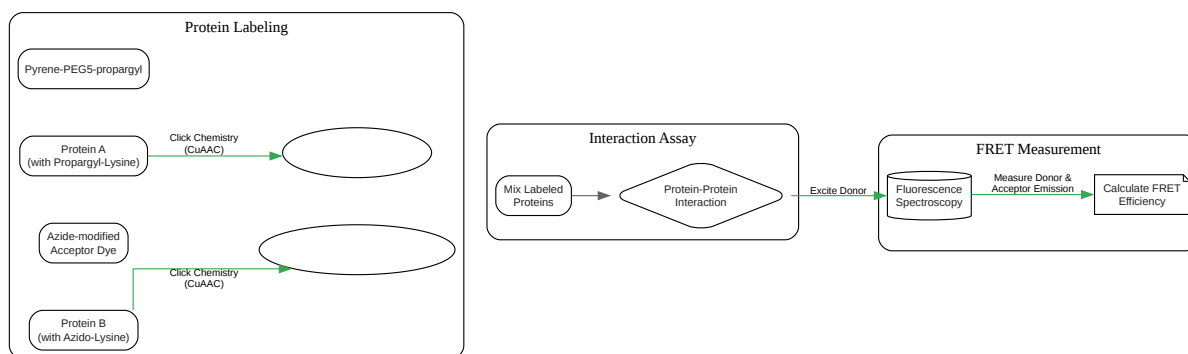 Protein Labeling
Pyrene-PEG5-propargyl
Protein A
(with Propargyl-Lysine)
Click Chemistry
(CuAAC)
Azide-modified
Acceptor Dye
Click Chemistry
(CuAAC)
Protein B
(with Azido-Lysine)
Interaction Assay
Mix Labeled
Proteins
Protein-Protein
Interaction
Excite Donor
FRET Measurement
Fluorescence
Spectroscopy
Measure Donor &
Acceptor Emission
Calculate FRET
Efficiency